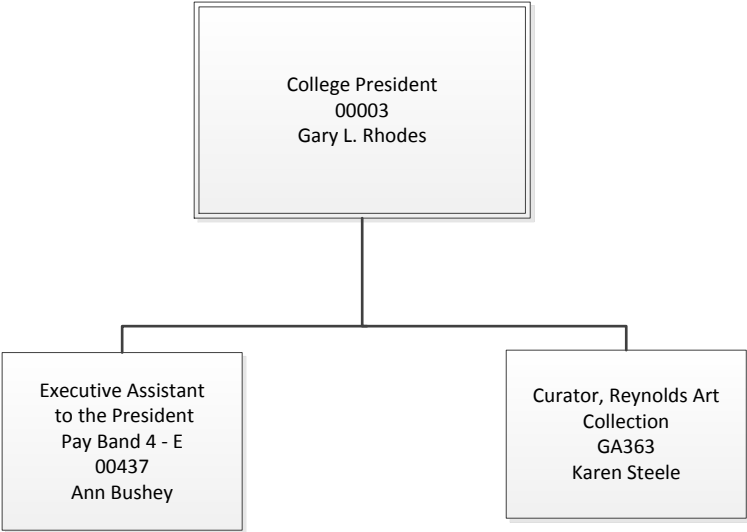 College President
00003
Gary L. Rhodes
Executive Assistant
to the President
Pay Band 4 - E
00437
Ann Bushey
Curator, Reynolds Art
Collection
GA363
Karen Steele